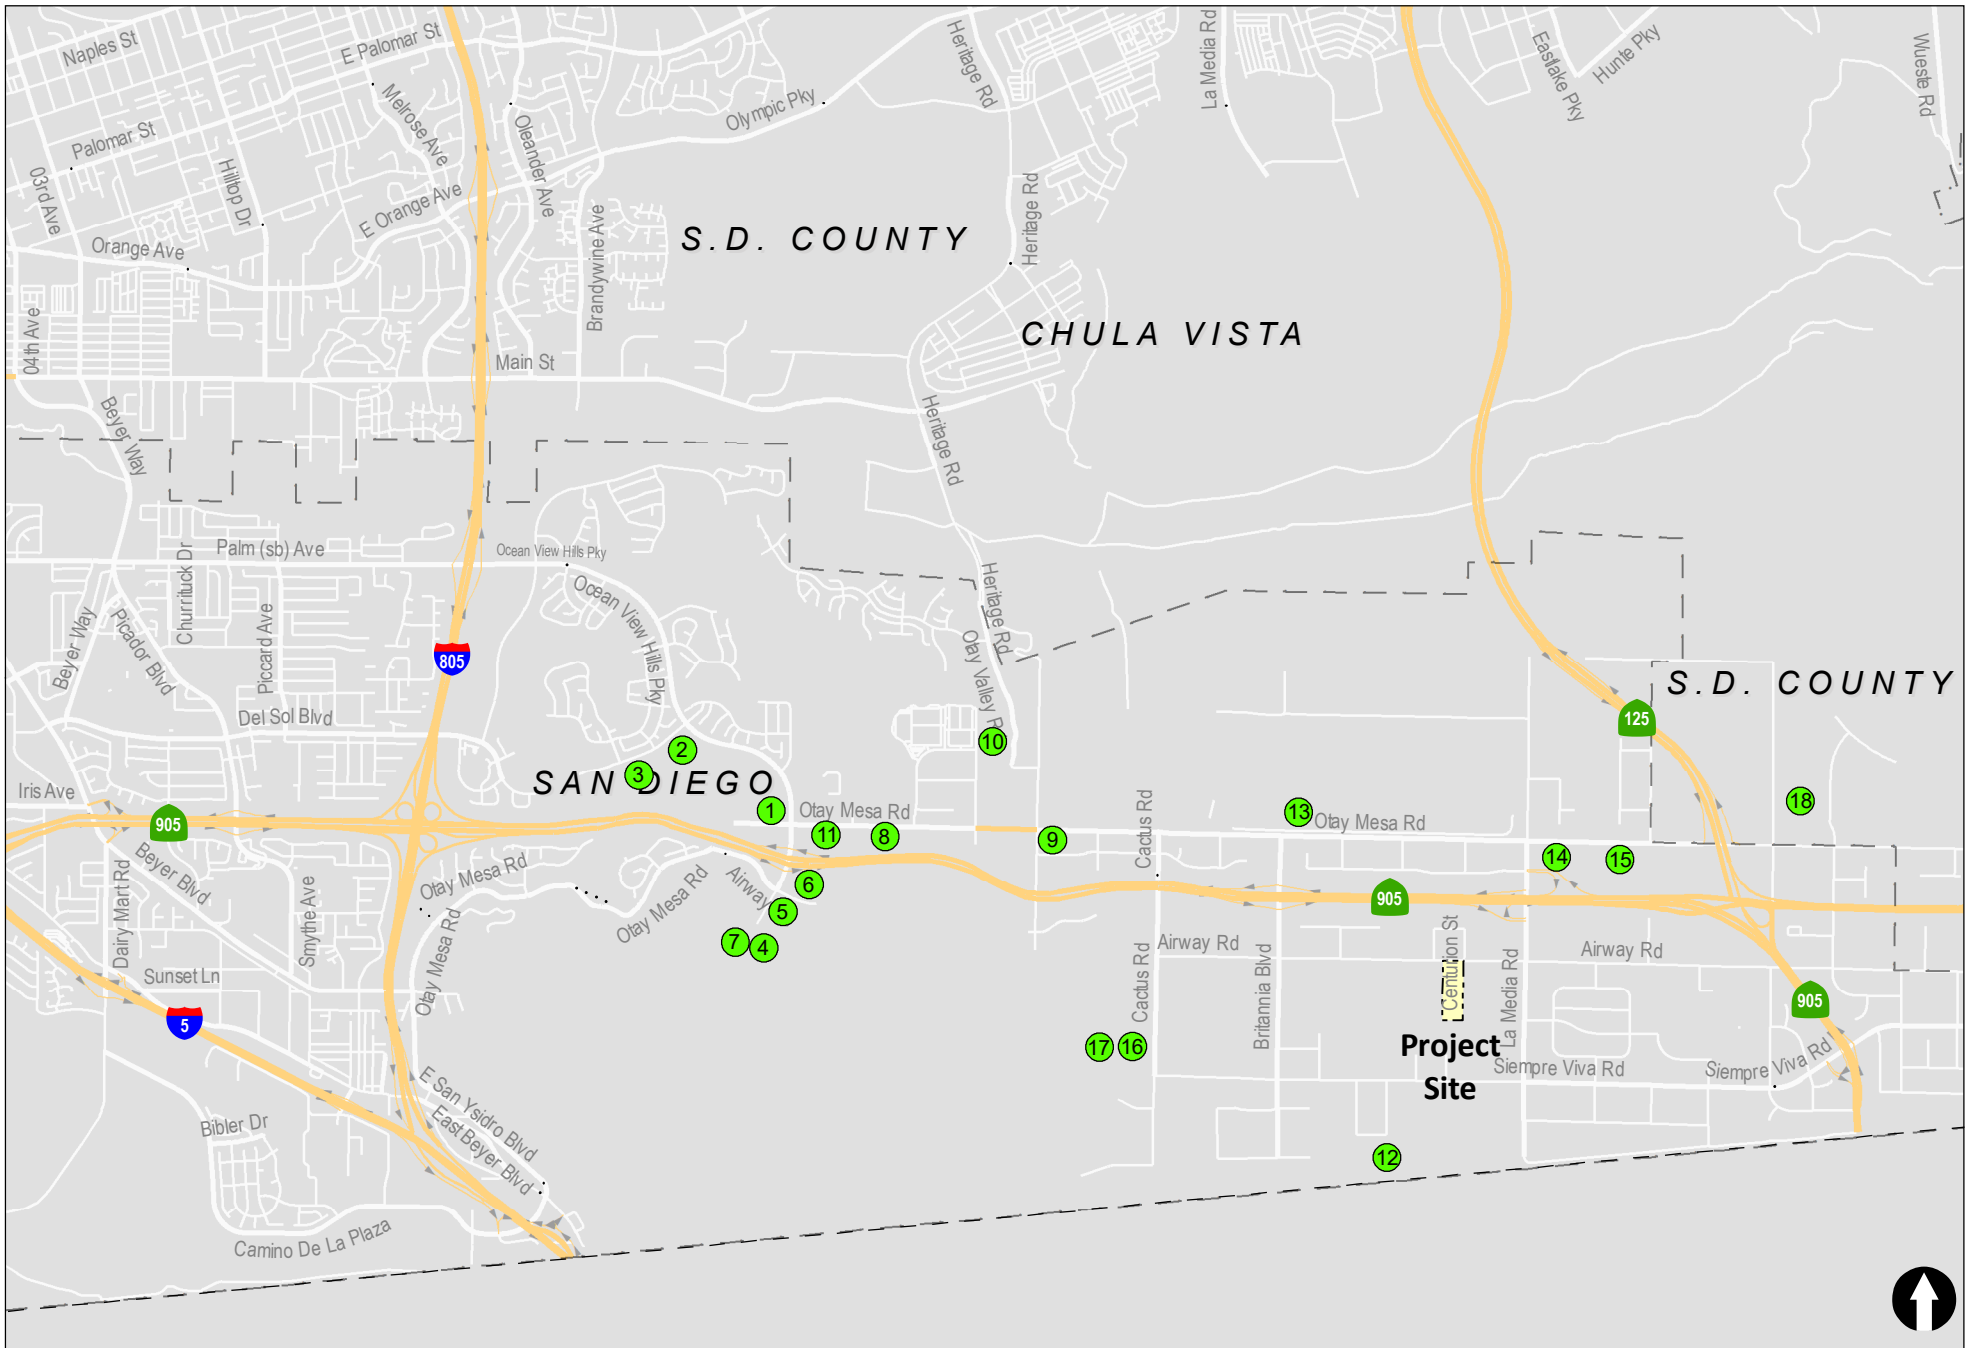 Naples St
E Palomar St
Heritage Rd
La Media Rd
Eastlake Pky
Hunte Pky
Wueste Rd
Melrose Ave
Oleander Ave
Olympic Pky
Palomar St
03rd Ave
Hilltop Dr
E Orange Ave
Brandywine Ave
Heritage Rd
S.D. COUNTY
Orange Ave
04th Ave
CHULA VISTA
Main St
Beyer Way
Heritage Rd
Palm (sb) Ave
Ocean View Hills Pky
Churrituck Dr
Ocean View Hills Pky
Heritage Rd
Beyer Way
Picador Blvd
Piccard Ave
805
Otay Valley R
S.D. COUNTY
Del Sol Blvd
125
10
2
3
SAN DIEGO
Iris Ave
905
1
Otay Mesa Rd
11
8
9
Cactus Rd
13
Otay Mesa Rd
18
14
15
Beyer Blvd
Dairy Mart Rd
Smythe Ave
Otay Mesa Rd
Otay Mesa Rd
Airway
6
5
7
4
905
Otay Mesa Rd
Sunset Ln
Airway Rd
Cactus Rd
Britannia Blvd
Centurion St
La Media Rd
Airway Rd
905
5
17
16
Project
Site
Siempre Viva Rd
Siempre Viva Rd
E San Ysidro Blvd
East Beyer Blvd
Bibler Dr
12
Camino De La Plaza